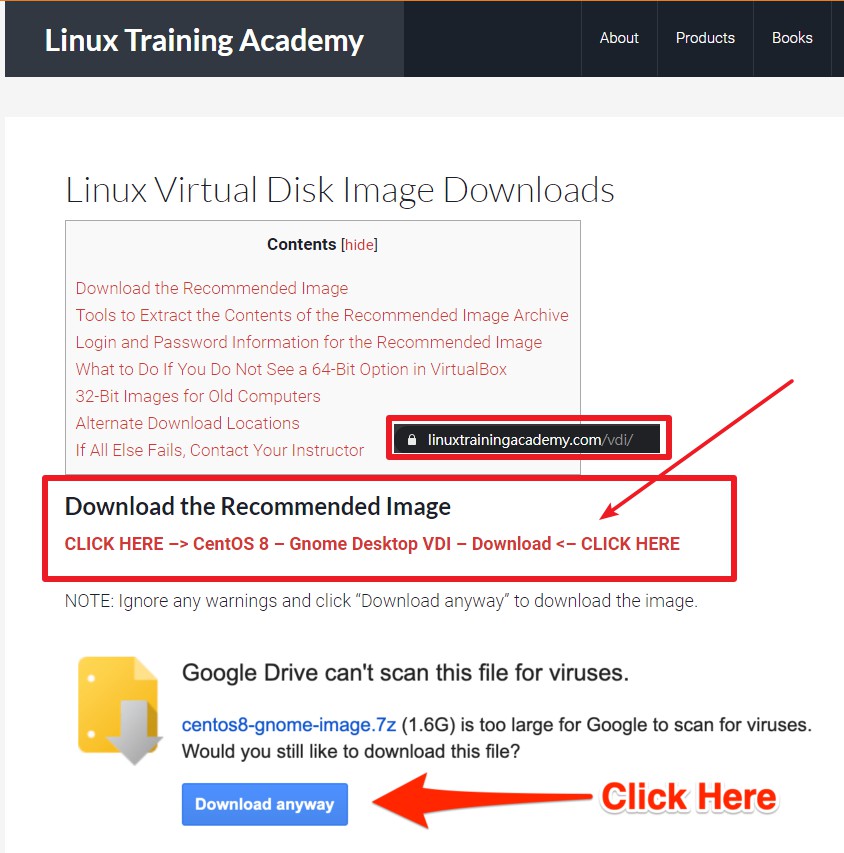 Linux Training Academy
About
Products
Books
Linux Virtual Disk Image Downloads
Contents [hide]
Download the Recommended Image
Tools to Extract the Contents of the Recommended Image Archive
Login and Password Information for the Recommended Image
What to Do If You Do Not See a 64-Bit Option in VirtualBox
32-Bit Images for Old Computers
Alternate Download Locations
If All Else Fails, Contact Your Instructor
linuxtrainingacademy.com/vdi/
Download the Recommended Image
CLICK HERE –> CentOS 8 – Gnome Desktop VDI – Download <– CLICK HERE
NOTE: Ignore any warnings and click “Download anyway” to download the image.
Google Drive can't scan this file for viruses.
centos8-gnome-image.7z (1.6G) is too large for Google to scan for viruses.
Would you still like to download this file?
Download anyway
Click Here